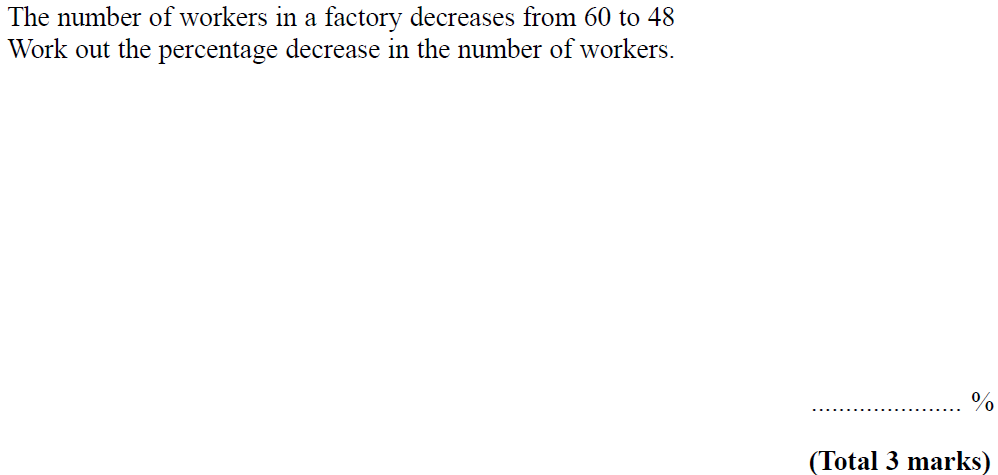 The number of workers in a factory decreases from 60 to 48
Work out the percentage decrease in the number of workers.
...................... %
(Total 3 marks)